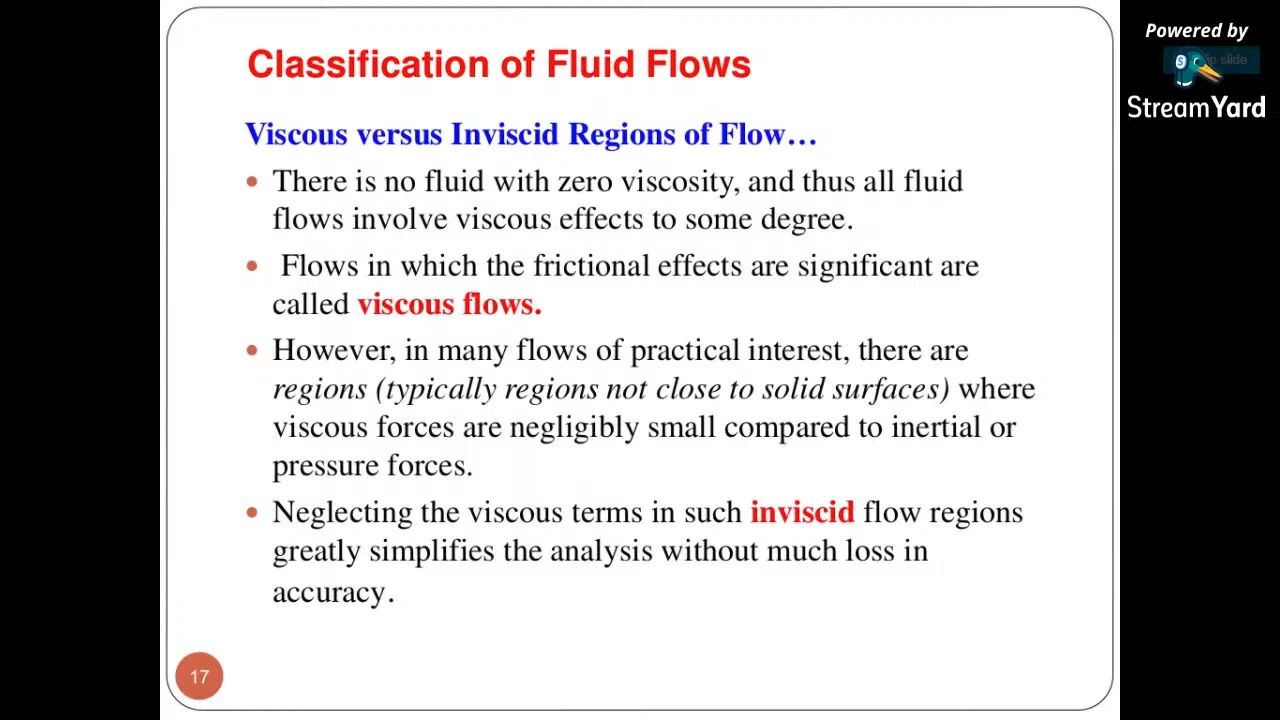 Classification of Fluid Flows
Viscous versus Inviscid Regions of Flow…
• There is no fluid with zero viscosity, and thus all fluid
flows involve viscous effects to some degree.
• Flows in which the frictional effects are significant are
called viscous flows.
• However, in many flows of practical interest, there are
regions (typically regions not close to solid surfaces) where
viscous forces are negligibly small compared to inertial or
pressure forces.
• Neglecting the viscous terms in such inviscid flow regions
greatly simplifies the analysis without much loss in
accuracy.
17
Powered by
slide
StreamYard